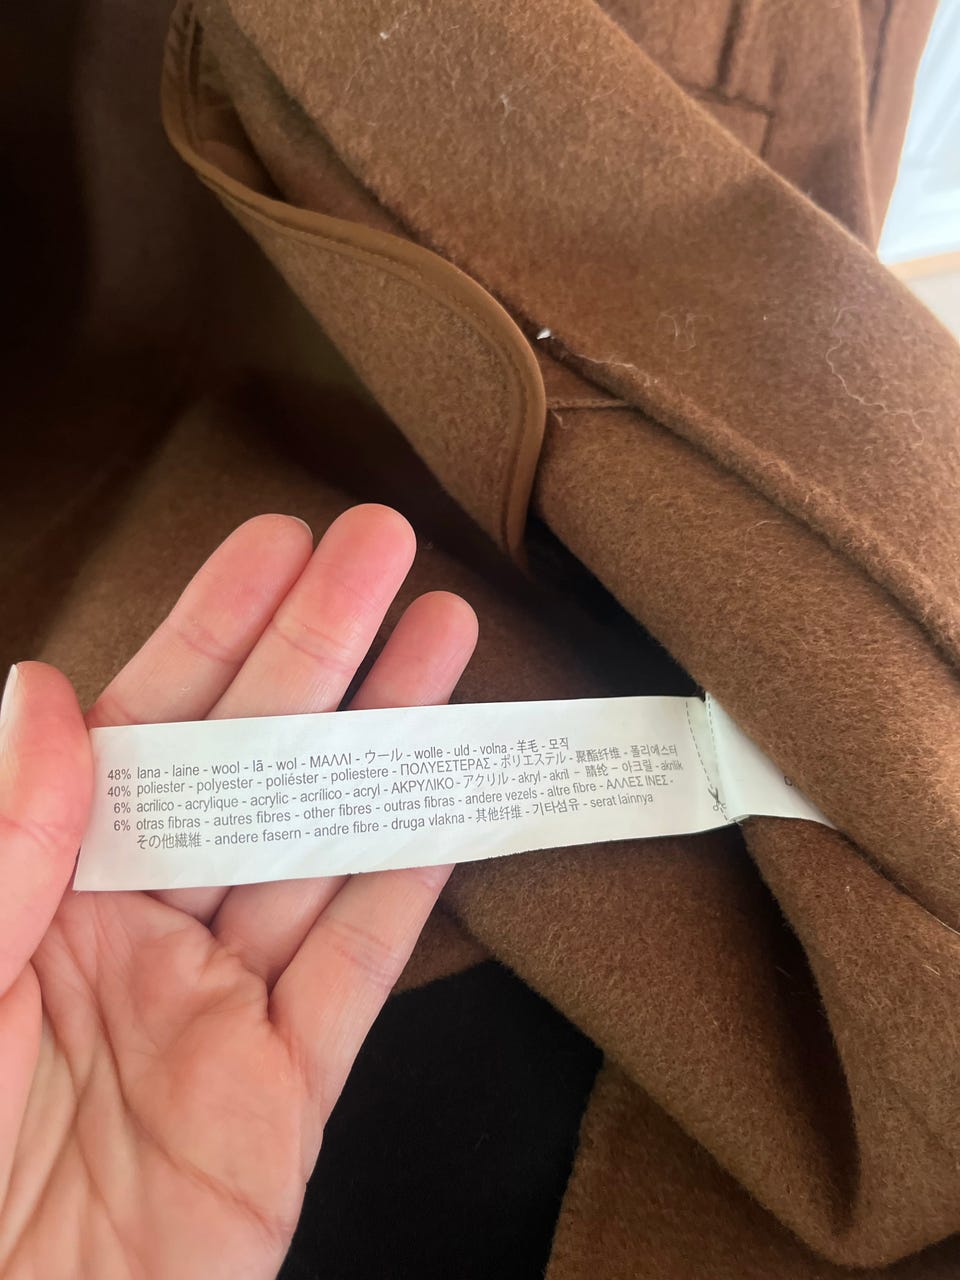 48% lana - laine - wool - lã - wol - ΜΑΛΛΙ - ウール - wolle - uld - volna - 羊毛 - 모직
40% poliester - polyester - poliéster - poliestere - ΠΟΛΥΕΣΤΕΡΑΣ - ポリエステル - 聚酯纤维 - 폴리에스터
6% acrilico - acrylique - acrylic - acrílico - acryl - ΑΚΡΥΛΙΚΟ - アクリル - akryl - akril - 腈纶 - 아크릴 - akrilik
6% otras fibras - autres fibres - other fibres - outras fibras - andere vezels - altre fibre - ΑΛΛΕΣ ΙΝΕΣ -
その他繊維 - andere fasern - andre fibre - druga vlakna - 其他纤维 - 기타섬유 - serat lainnya